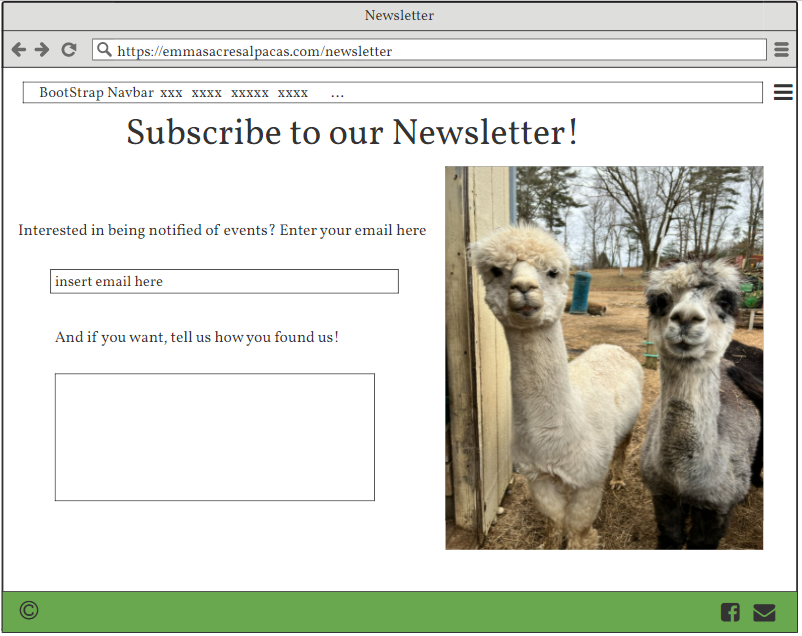 Newsletter
https://emmasacresalpacas.com/newsletter
BootStrap Navbar xxx xxxx xxxxx xxxx ...
Subscribe to our Newsletter!
Interested in being notified of events? Enter your email here
insert email here
And if you want, tell us how you found us!
©